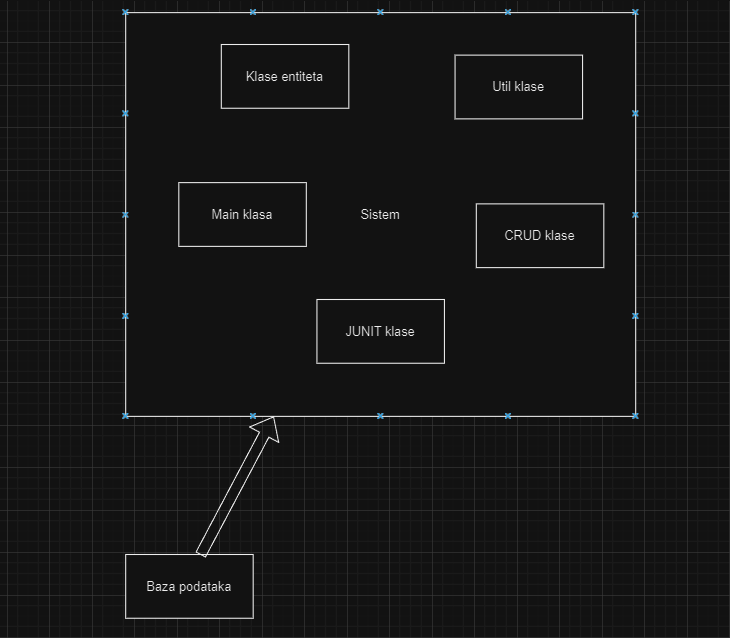 Klase entiteta
Util klase
Main klasa
Sistem
CRUD klase
JUNIT klase
Baza podataka